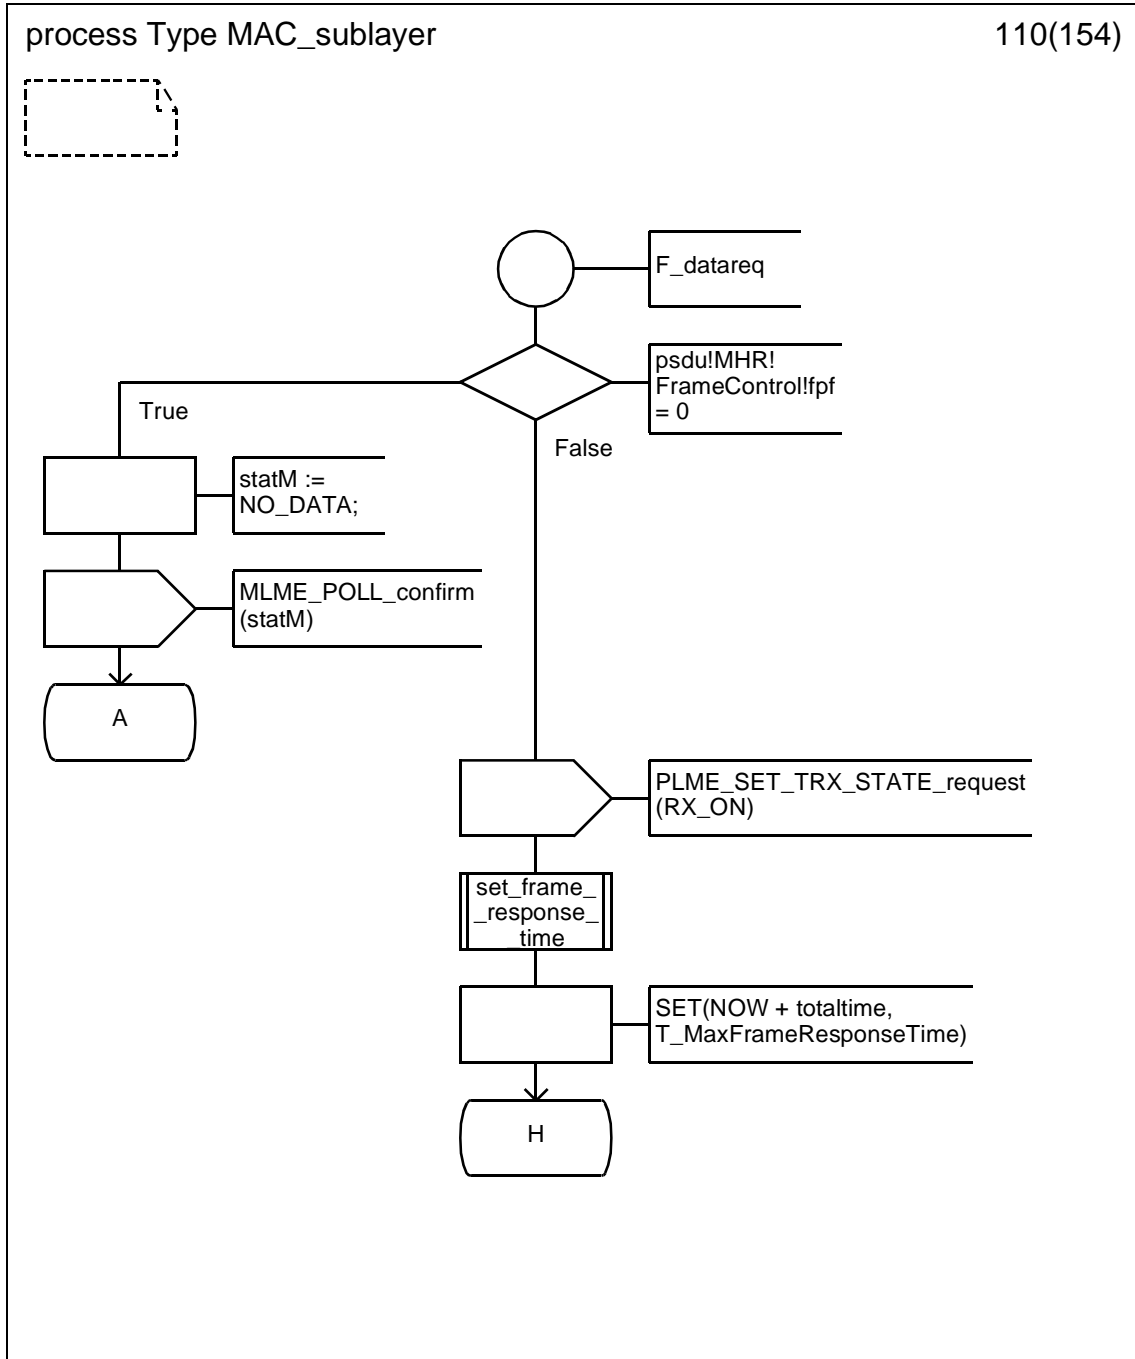 process Type MAC_sublayer
110(154)
F_datareq
psdu!MHR!
FrameControl!fpf
= 0
True
False
statM :=
NO_DATA;
MLME_POLL_confirm
(statM)
A
PLME_SET_TRX_STATE_request
(RX_ON)
set_frame_
_response_
_time
SET(NOW + totaltime,
T_MaxFrameResponseTime)
H